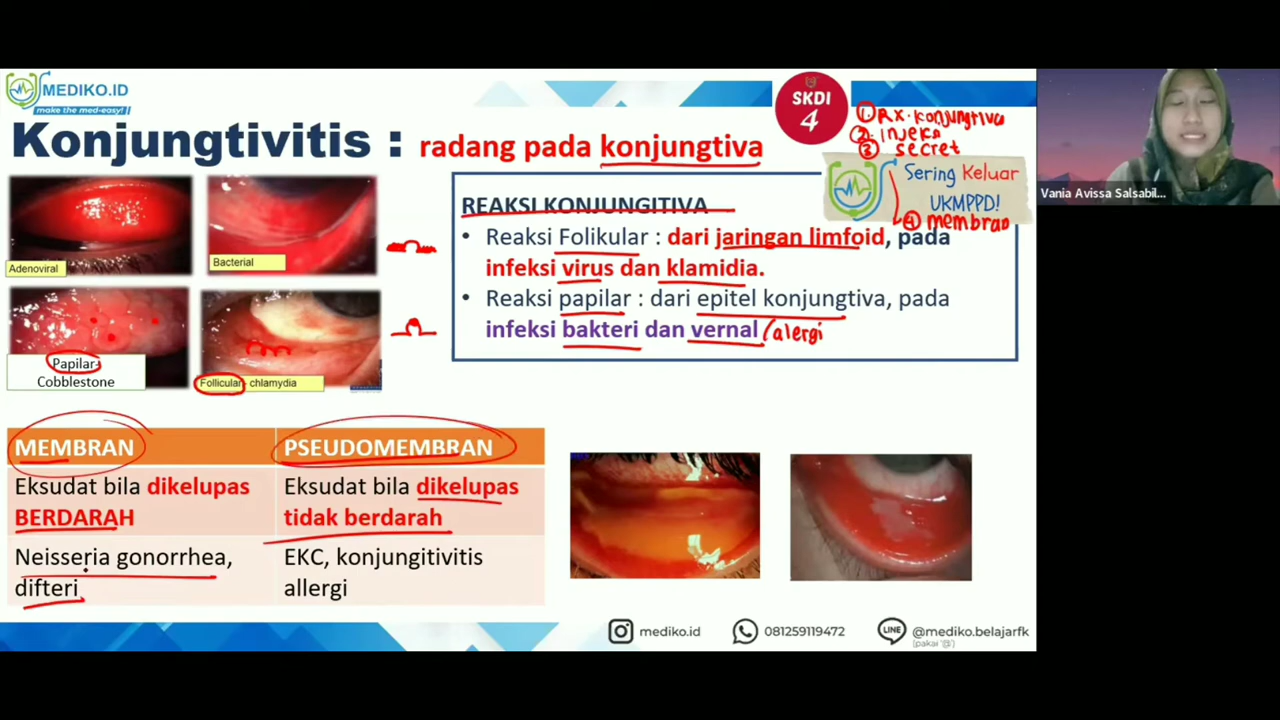 MEDIKO.ID
make the med-easy!
SKDI
4
① Rx. konjungtiva
② injeksi
③ secret
Konjungtivitis : radang pada konjungtiva
Sering Keluar
UKMPPD!
④ membran
Vania Avissa Salsabil...
Adenoviral
Bacterial
Papilar-
Cobblestone
Follicular - chlamydia
REAKSI KONJUNGITIVA
• Reaksi Folikular : dari jaringan limfoid, pada
infeksi virus dan klamidia.
• Reaksi papilar : dari epitel konjungtiva, pada
infeksi bakteri dan vernal (alergi
MEMBRAN
PSEUDOMEMBRAN
Eksudat bila dikelupas
BERDARAH
Eksudat bila dikelupas
tidak berdarah
Neisseria gonorrhea,
difteri
EKC, konjungitivitis
allergi
mediko.id
081259119472
LINE
@mediko.belajarfk
(pakai '@')